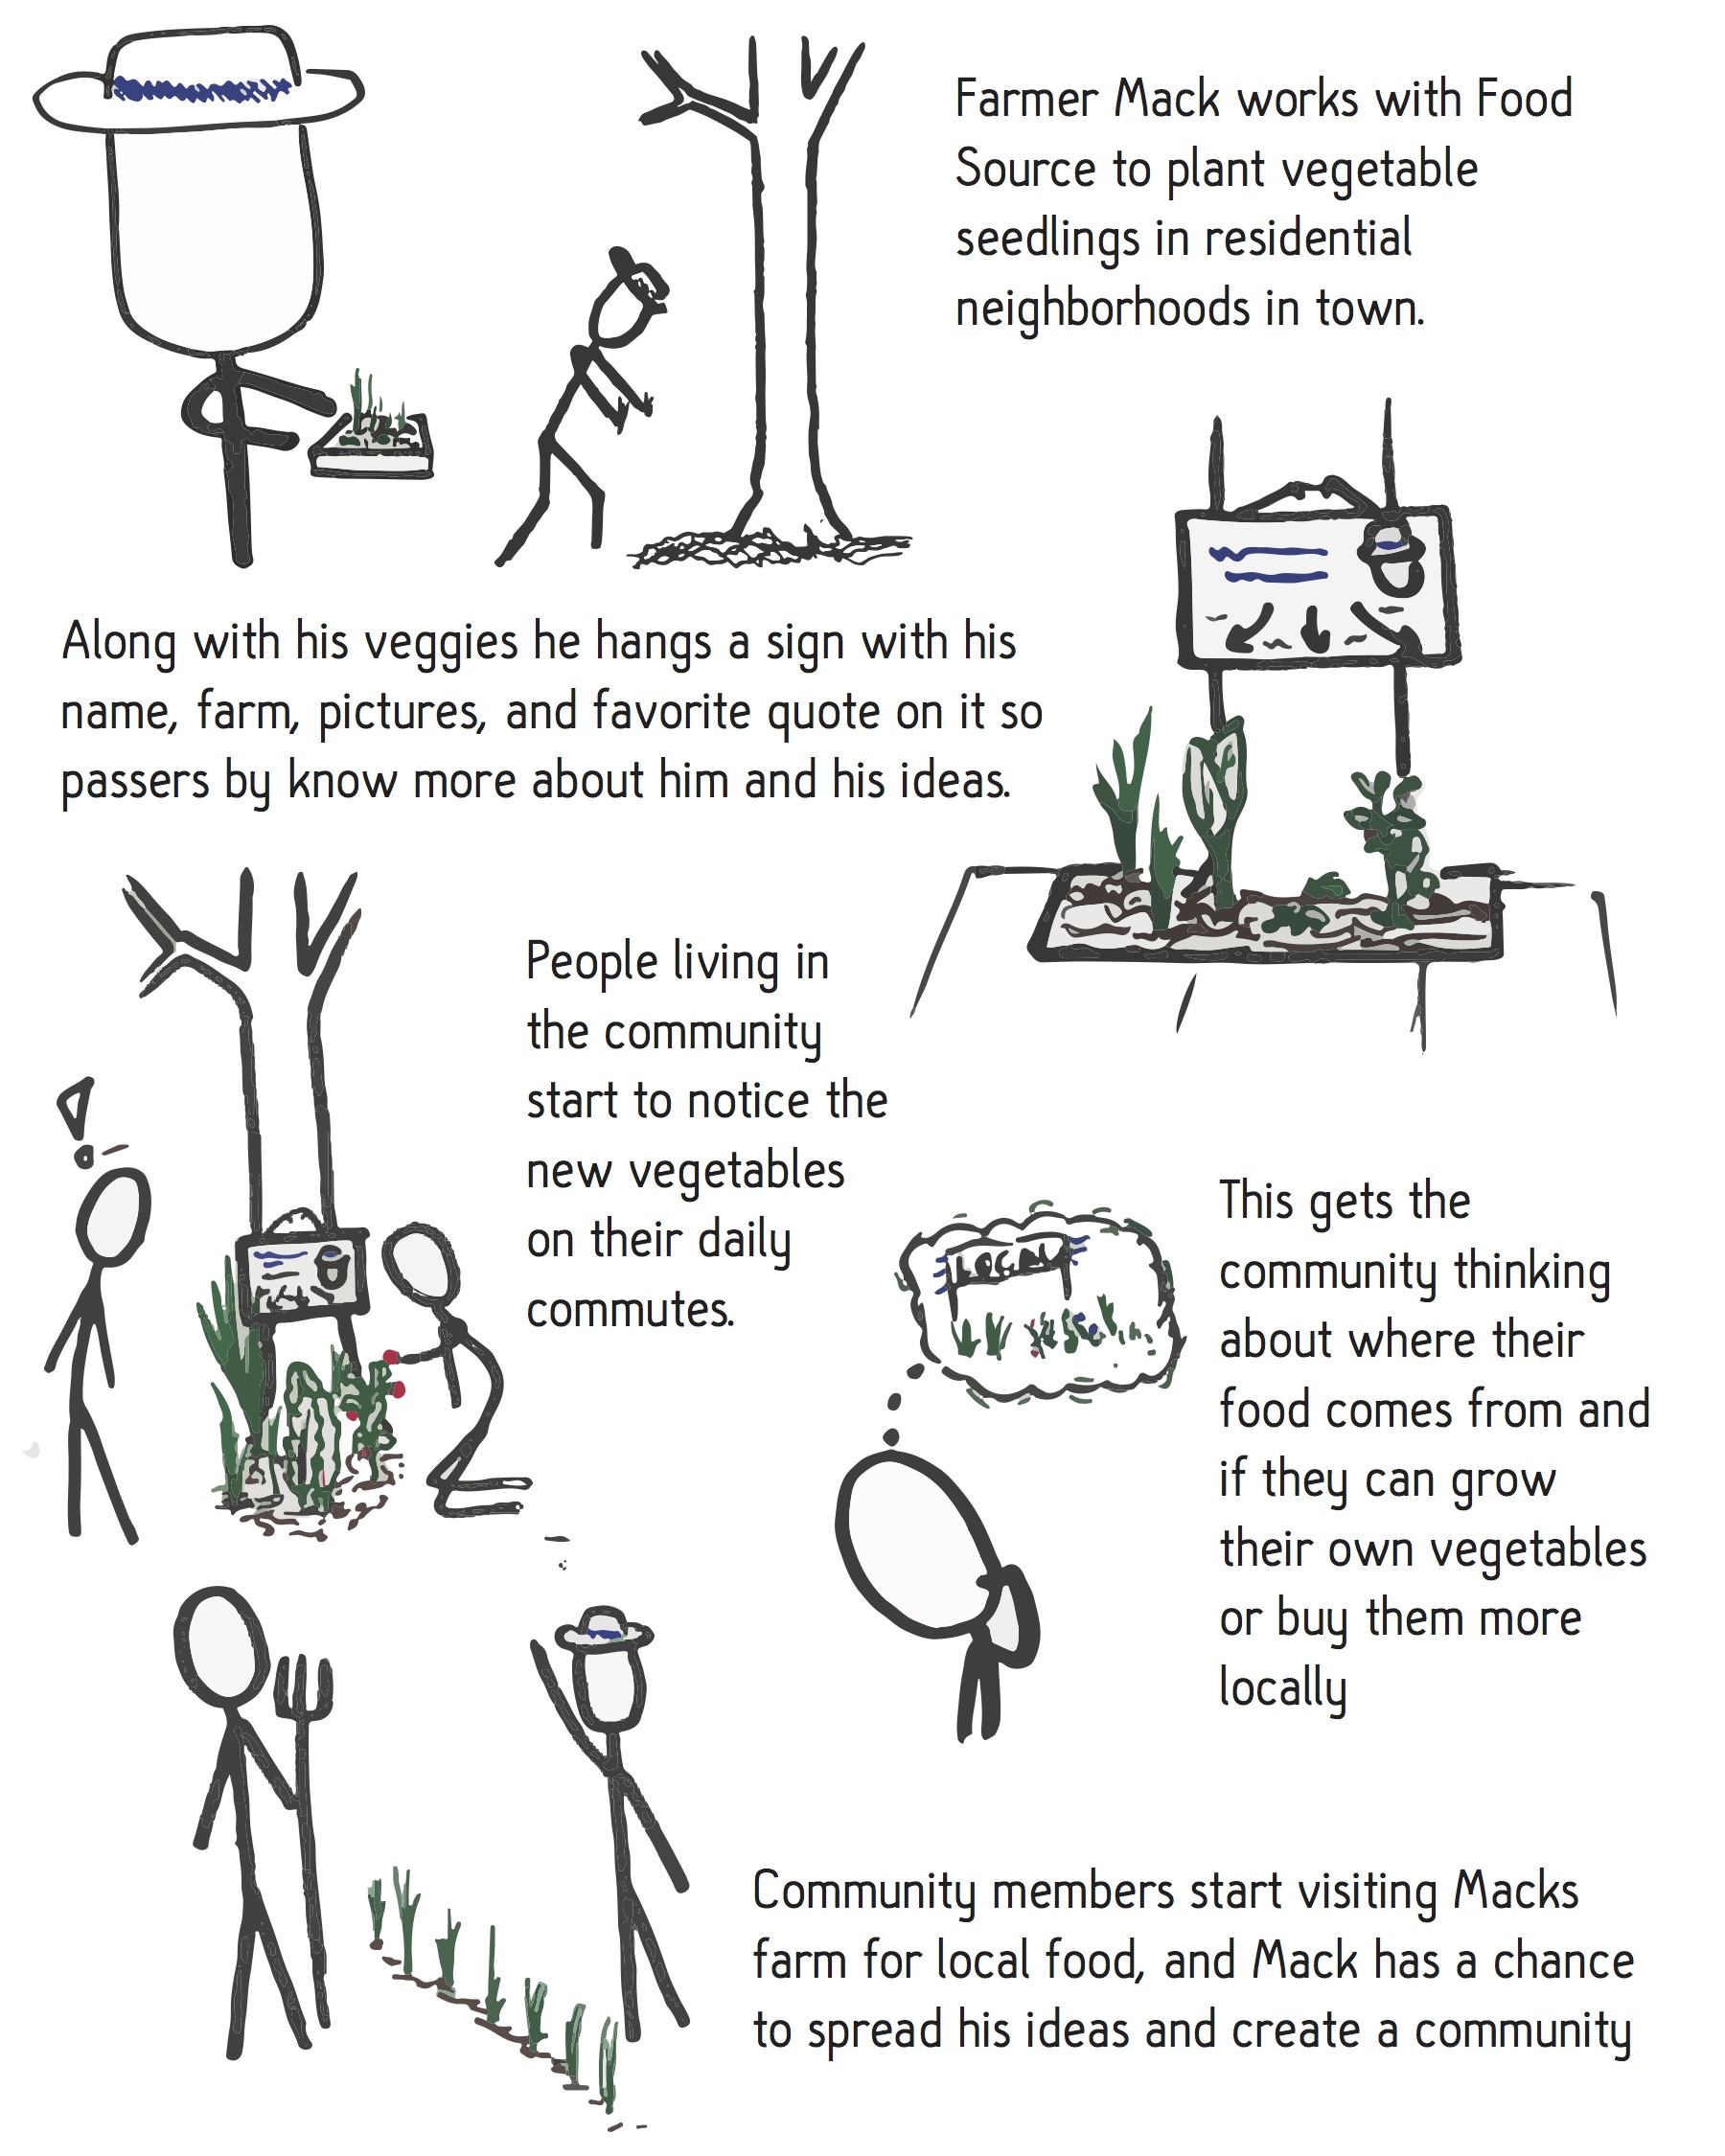 Farmer Mack works with Food
Source to plant vegetable
seedlings in residential
neighborhoods in town.
Along with his veggies he hangs a sign with his
name, farm, pictures, and favorite quote on it so
passers by know more about him and his ideas.
People living in
the community
start to notice the
new vegetables
on their daily
commutes.
This gets the
community thinking
about where their
food comes from and
if they can grow
their own vegetables
or buy them more
locally
Community members start visiting Macks
farm for local food, and Mack has a chance
to spread his ideas and create a community